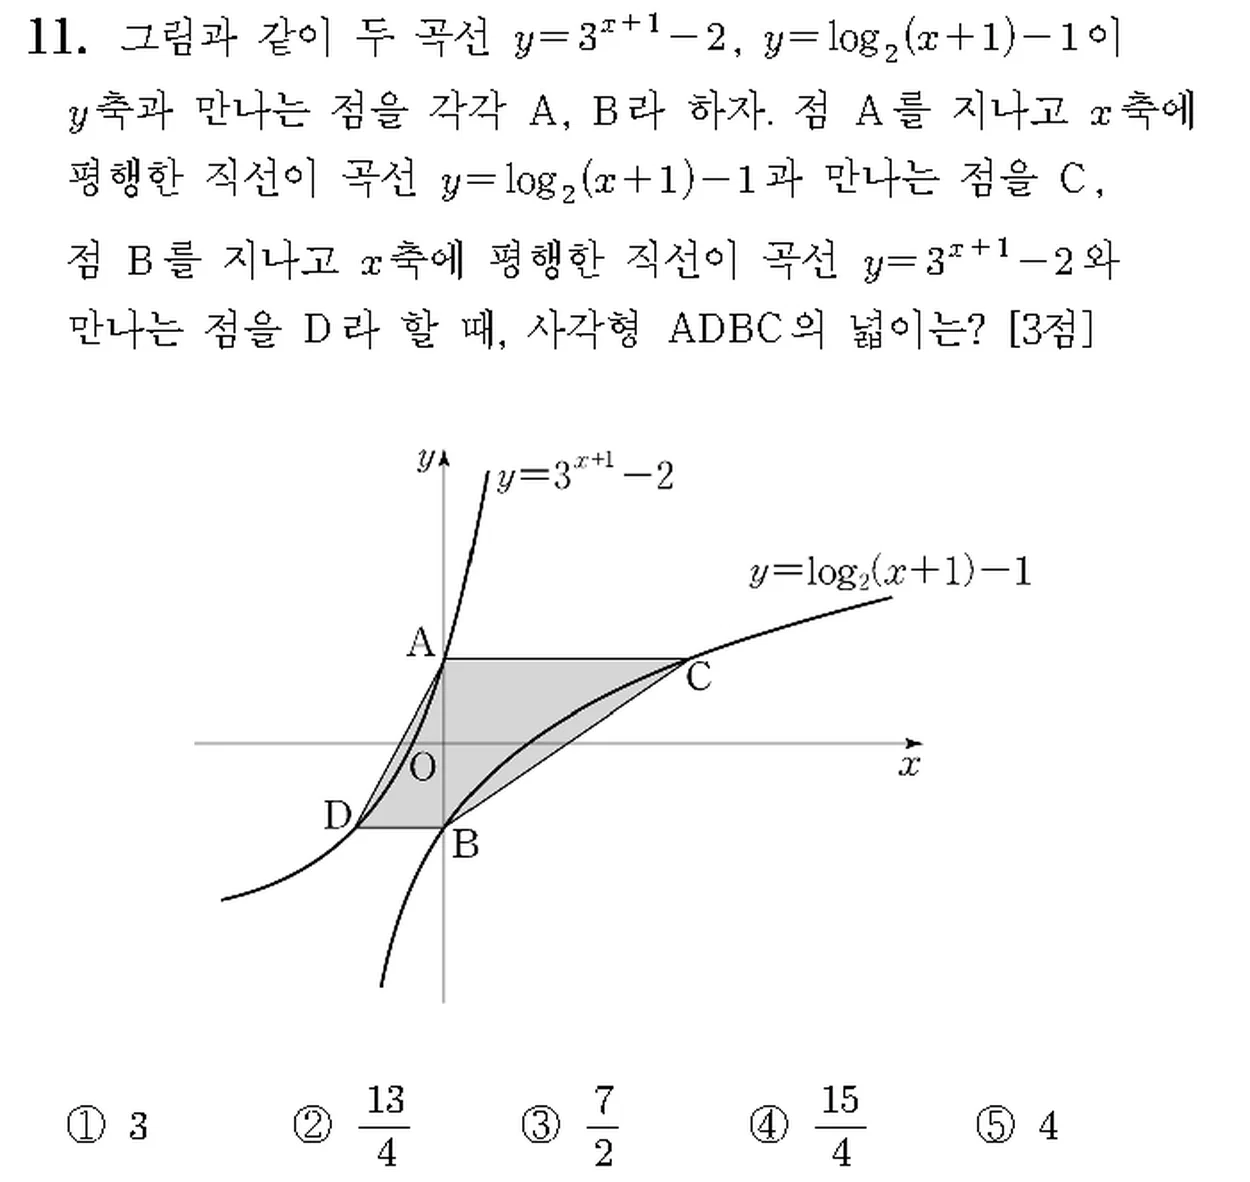 11. 그림과 같이 두 곡선 y=3^{x+1}-2, y=log_2(x+1)-1이
y축과 만나는 점을 각각 A, B라 하자. 점 A를 지나고 x축에
평행한 직선이 곡선 y=log_2(x+1)-1과 만나는 점을 C,
점 B를 지나고 x축에 평행한 직선이 곡선 y=3^{x+1}-2와
만나는 점을 D라 할 때, 사각형 ADBC의 넓이는? [3점]
y
y=3^{x+1}-2
y=log_2(x+1)-1
A
C
O
x
D
B
① 3 ② 13/4 ③ 7/2 ④ 15/4 ⑤ 4